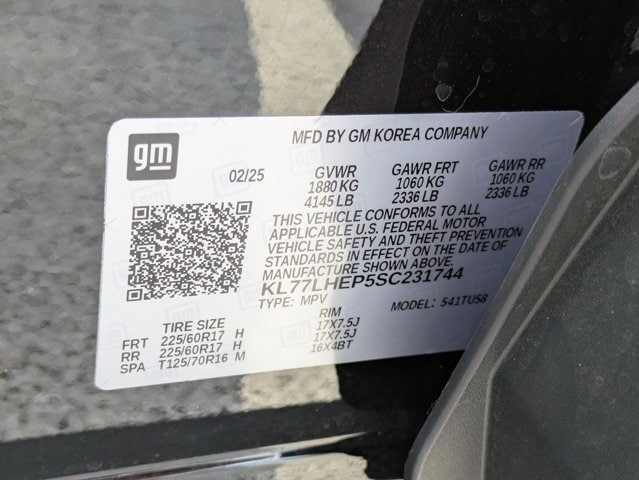 gm
MFD BY GM KOREA COMPANY
02/25 GVWR GAWR FRT GAWR RR
1880 KG 1060 KG 1060 KG
4145 LB 2336 LB 2336 LB
THIS VEHICLE CONFORMS TO ALL
APPLICABLE U.S. FEDERAL MOTOR
VEHICLE SAFETY AND THEFT PREVENTION
STANDARDS IN EFFECT ON THE DATE OF
MANUFACTURE SHOWN ABOVE.
KL77LHEP5SC231744
TYPE: MPV MODEL: 541TU58
TIRE SIZE RIM
FRT 225/60R17 H 17X7.5J
RR 225/60R17 H 17X7.5J
SPA T125/70R16 M 16X4BT